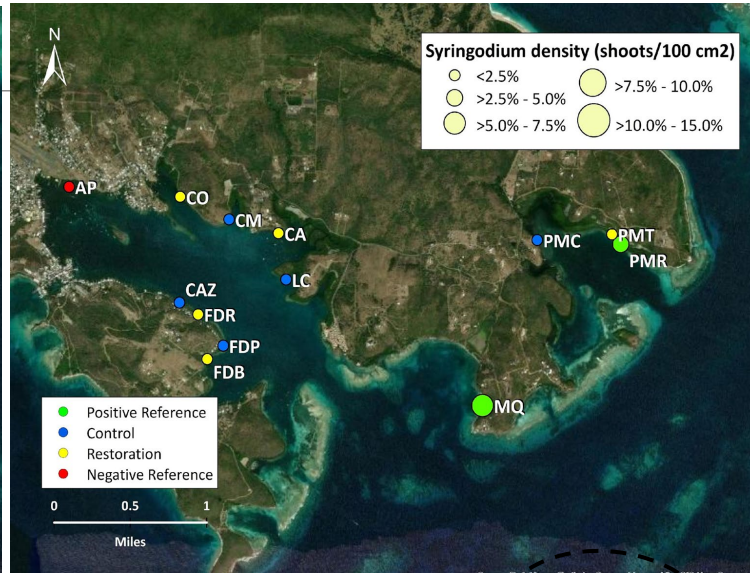 N
Syringodium density (shoots/100 cm2)
<2.5%
>7.5% - 10.0%
>2.5% - 5.0%
>5.0% - 7.5%
>10.0% - 15.0%
AP
CO
CM
CA
PMC
PMT
PMR
LC
CAZ
FDR
FDP
FDB
MQ
Positive Reference
Control
Restoration
Negative Reference
0 0.5 1
Miles